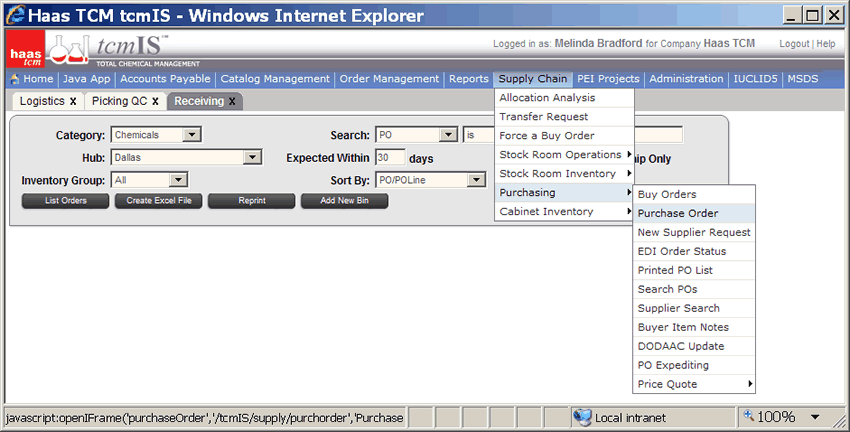 Haas TCM tcmIS - Windows Internet Explorer
haas tcm
tcmIS™
TOTAL CHEMICAL MANAGEMENT
Logged in as: Melinda Bradford for Company Haas TCM
Logout | Help
Home | Java App | Accounts Payable | Catalog Management | Order Management | Reports | Supply Chain | PEI Projects | Administration | IUCLID5 | MSDS
Logistics x
Picking QC x
Receiving x
Category: Chemicals
Search: PO is
Hub: Dallas
Expected Within 30 days
ip Only
Inventory Group: All
Sort By: PO/POLine
List Orders
Create Excel File
Reprint
Add New Bin
Allocation Analysis
Transfer Request
Force a Buy Order
Stock Room Operations
Stock Room Inventory
Purchasing
Cabinet Inventory
Buy Orders
Purchase Order
New Supplier Request
EDI Order Status
Printed PO List
Search POs
Supplier Search
Buyer Item Notes
DODAAC Update
PO Expediting
Price Quote
javascript:openIFrame('purchaseOrder','/tcmIS/supply/purchorder','Purchase
Local intranet
100%